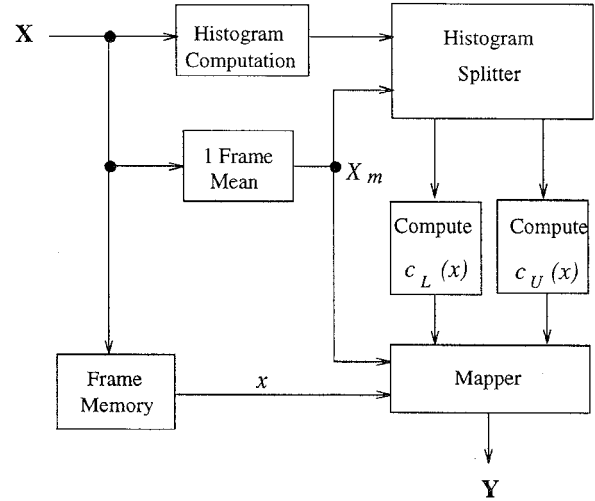 X
Histogram
Computation
Histogram
Splitter
1 Frame
Mean
X m
Compute
c L (x)
Compute
c U (x)
Frame
Memory
x
Mapper
Y